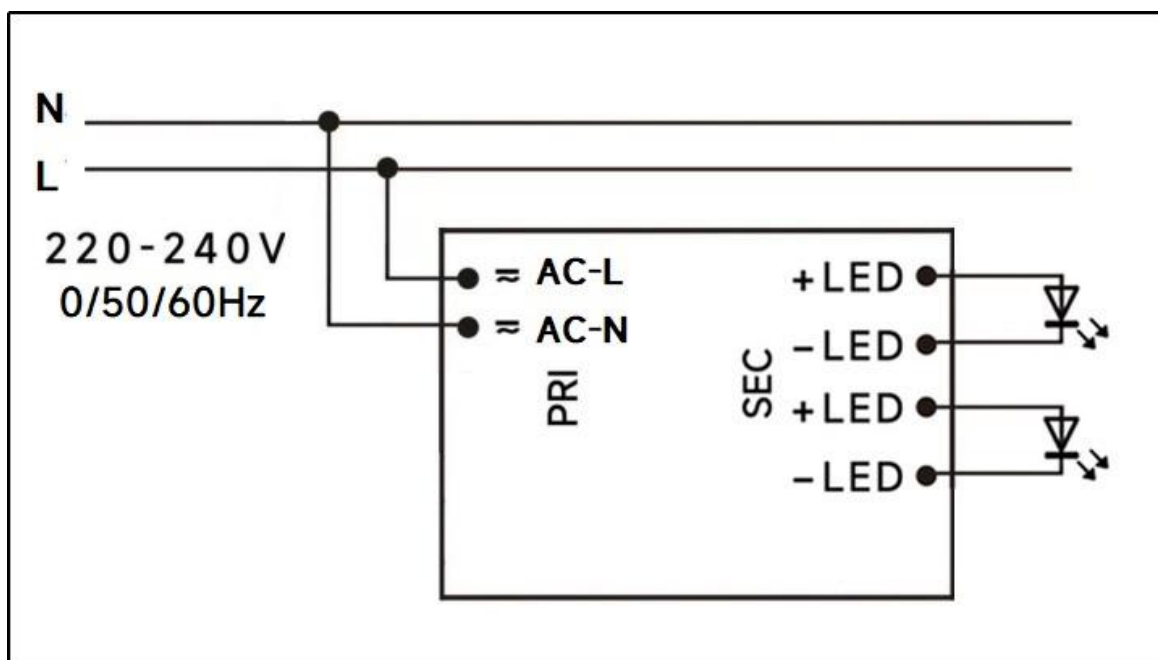 N
L
220-240V
0/50/60Hz
≂ AC-L
≂ AC-N
PRI
SEC
+LED
-LED
+LED
-LED